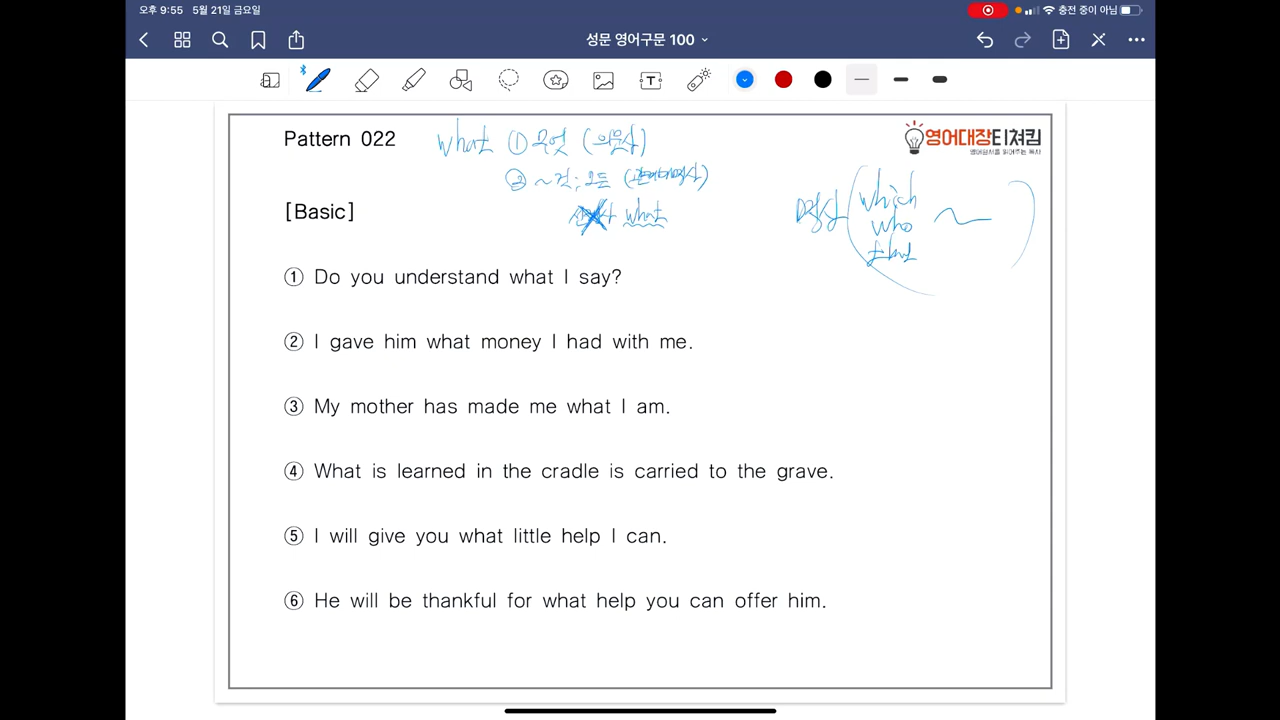 오후 9:55 5월 21일 금요일
충전 중이 아님
성문 영어구문 100
Pattern 022
what ① 무엇 (의문사)
② ~것; 모든 (관계대명사)
영어대장티쳐킴
what
[Basic]
명사 (which
who
that
)
① Do you understand what I say?
② I gave him what money I had with me.
③ My mother has made me what I am.
④ What is learned in the cradle is carried to the grave.
⑤ I will give you what little help I can.
⑥ He will be thankful for what help you can offer him.